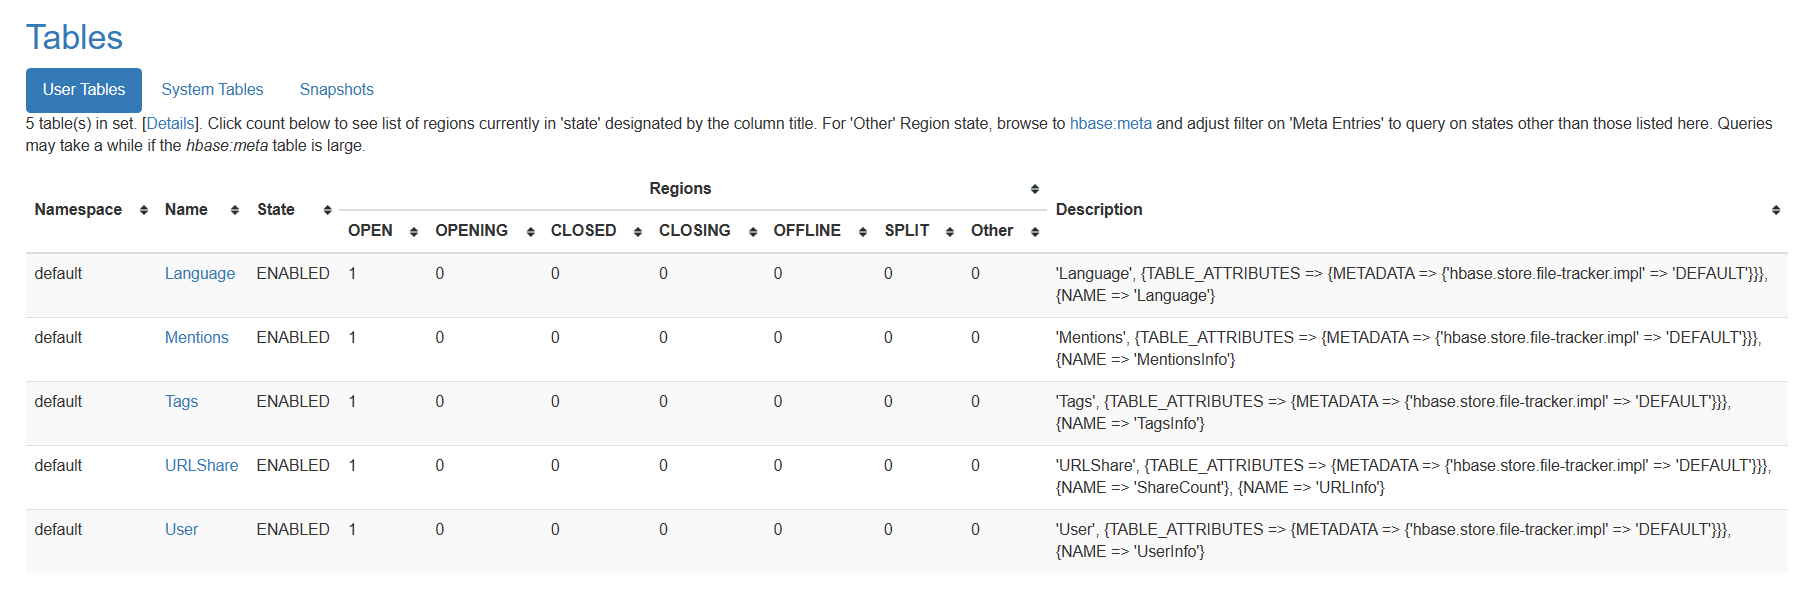 Tables
User Tables System Tables Snapshots
5 table(s) in set. [Details]. Click count below to see list of regions currently in 'state' designated by the column title. For 'Other' Region state, browse to hbase:meta and adjust filter on 'Meta Entries' to query on states other than those listed here. Queries
may take a while if the hbase:meta table is large.
Regions
Namespace Name State Description
OPEN OPENING CLOSED CLOSING OFFLINE SPLIT Other
default Language ENABLED 1 0 0 0 0 0 0 'Language', {TABLE_ATTRIBUTES => {METADATA => {'hbase.store.file-tracker.impl' => 'DEFAULT'}}},
{NAME => 'Language'}
default Mentions ENABLED 1 0 0 0 0 0 0 'Mentions', {TABLE_ATTRIBUTES => {METADATA => {'hbase.store.file-tracker.impl' => 'DEFAULT'}}},
{NAME => 'MentionsInfo'}
default Tags ENABLED 1 0 0 0 0 0 0 'Tags', {TABLE_ATTRIBUTES => {METADATA => {'hbase.store.file-tracker.impl' => 'DEFAULT'}}},
{NAME => 'TagsInfo'}
default URLShare ENABLED 1 0 0 0 0 0 0 'URLShare', {TABLE_ATTRIBUTES => {METADATA => {'hbase.store.file-tracker.impl' => 'DEFAULT'}}},
{NAME => 'ShareCount'}, {NAME => 'URLInfo'}
default User ENABLED 1 0 0 0 0 0 0 'User', {TABLE_ATTRIBUTES => {METADATA => {'hbase.store.file-tracker.impl' => 'DEFAULT'}}},
{NAME => 'UserInfo'}